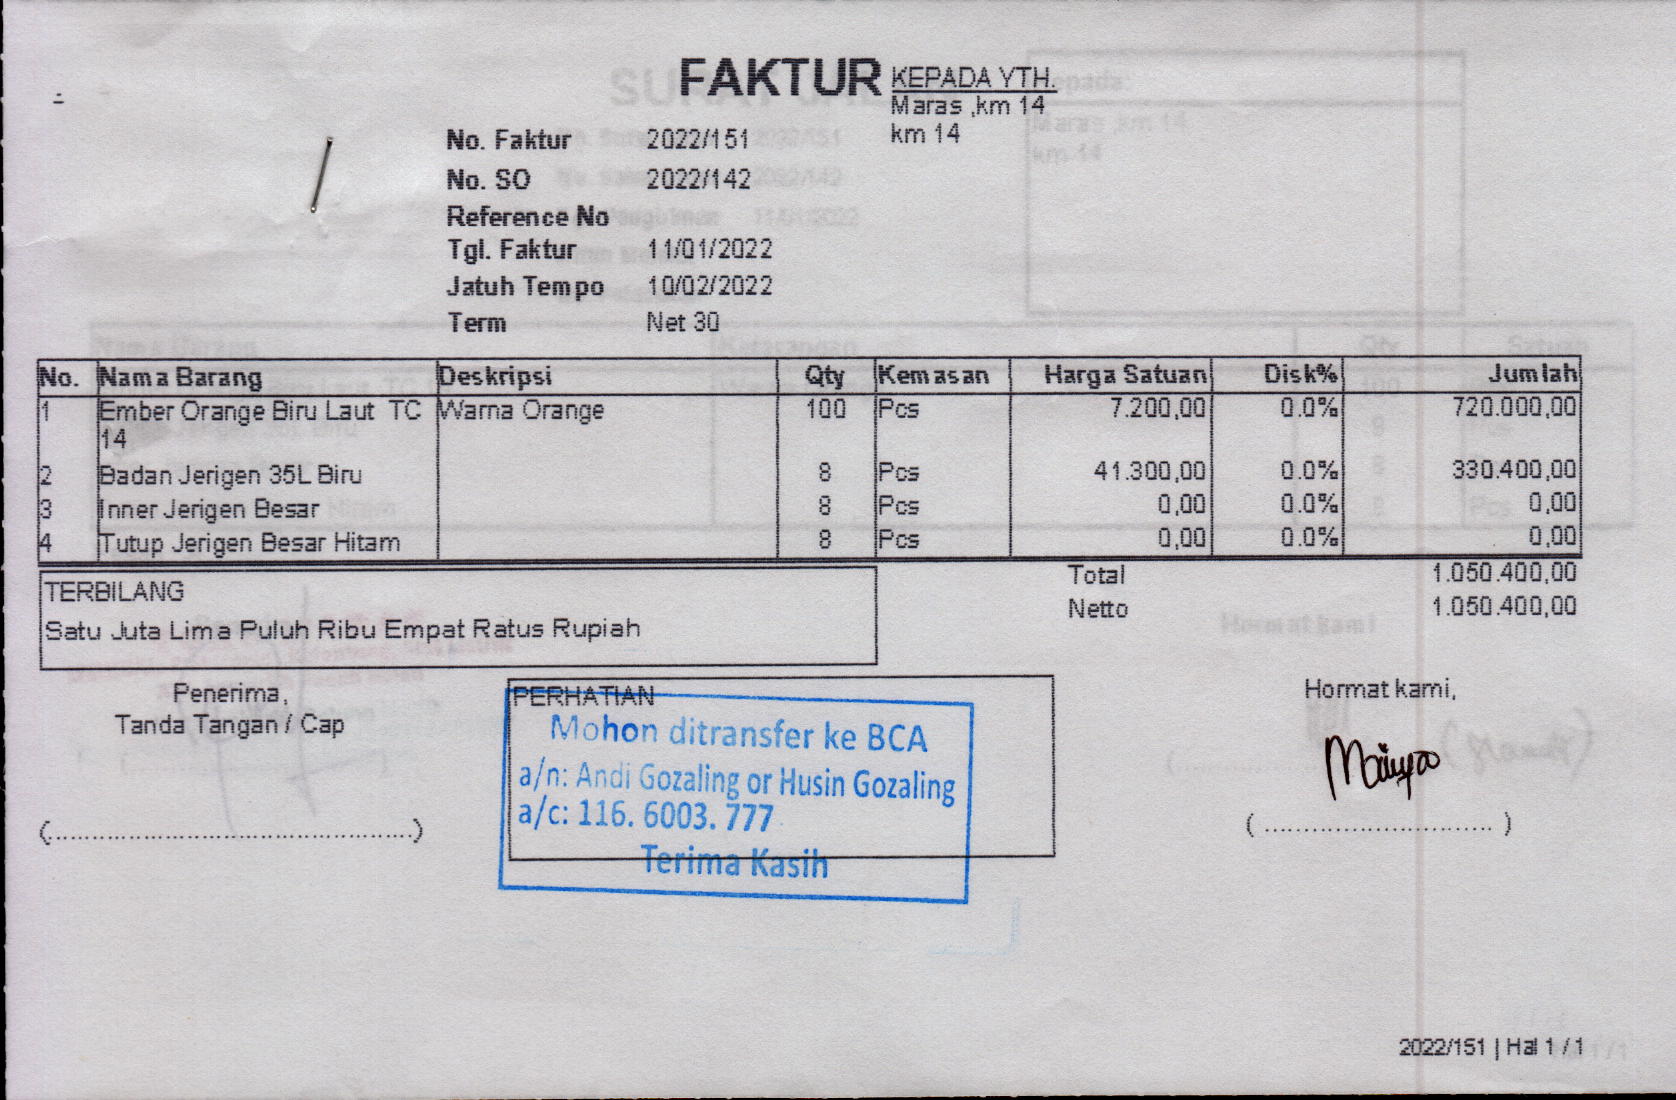 FAKTUR
KEPADA YTH.
Maras ,km 14
km 14
No. Faktur 2022/151
No. SO 2022/142
Reference No
Tgl. Faktur 11/01/2022
Jatuh Tempo 10/02/2022
Term Net 30
No. Nama Barang Deskripsi Qty Kemasan Harga Satuan Disk% Jumlah
1 Ember Orange Biru Laut TC 14 Warna Orange 100 Pcs 7.200,00 0.0% 720.000,00
2 Badan Jerigen 35L Biru 8 Pcs 41.300,00 0.0% 330.400,00
3 Inner Jerigen Besar 8 Pcs 0,00 0.0% 0,00
4 Tutup Jerigen Besar Hitam 8 Pcs 0,00 0.0% 0,00
Total 1.050.400,00
Netto 1.050.400,00
TERBILANG
Satu Juta Lima Puluh Ribu Empat Ratus Rupiah
Penerima,
Tanda Tangan / Cap
(............................................)
PERHATIAN
Mohon ditransfer ke BCA
a/n: Andi Gozaling or Husin Gozaling
a/c: 116. 6003. 777
Terima Kasih
Hormat kami,
( ............................ )
2022/151 | Hal 1 / 1